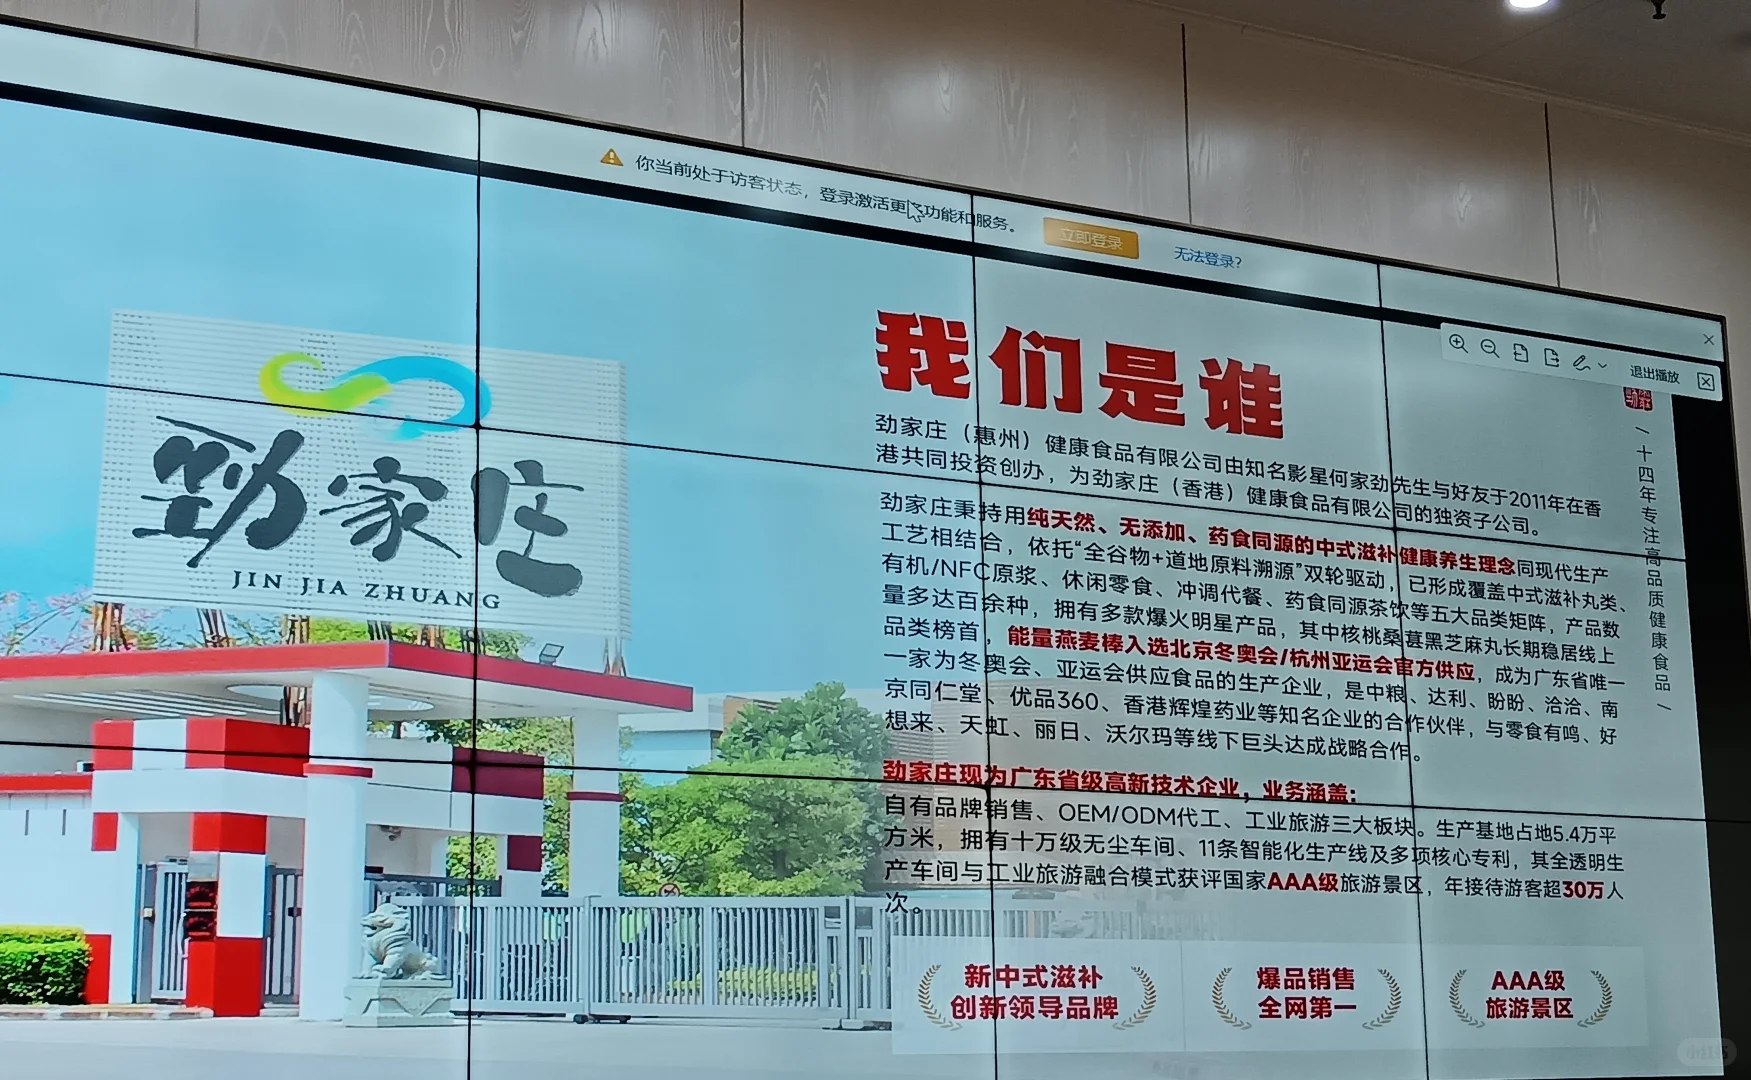 你当前处于访客状态，登录激活更多功能和服务。
立即登录
无法登录?
退出播放
劲家庄
JIN JIA ZHUANG
我们是谁
劲家庄（惠州）健康食品有限公司由知名影星何家劲先生与好友于2011年在香
港共同投资创办，为劲家庄（香港）健康食品有限公司的独资子公司。
劲家庄秉持用纯天然、无添加、药食同源的中式滋补健康养生理念同现代生产
工艺相结合，依托“全谷物+道地原料溯源”双轮驱动，已形成覆盖中式滋补丸类、
有机/NFC原浆、休闲零食、冲调代餐、药食同源茶饮等五大品类矩阵，产品数
量多达百余种，拥有多款爆火明星产品，其中核桃桑葚黑芝麻丸长期稳居线上
品类榜首，能量燕麦棒入选北京冬奥会/杭州亚运会官方供应，成为广东省唯一
一家为冬奥会、亚运会供应食品的生产企业，是中粮、达利、盼盼、洽洽、南
京同仁堂、优品360、香港辉煌药业等知名企业的合作伙伴，与零食有鸣、好
想来、天虹、丽日、沃尔玛等线下巨头达成战略合作。
劲家庄现为广东省级高新技术企业，业务涵盖：
自有品牌销售、OEM/ODM代工、工业旅游三大板块。生产基地占地5.4万平
方米，拥有十万级无尘车间、11条智能化生产线及多项核心专利，其全透明生
产车间与工业旅游融合模式获评国家AAA级旅游景区，年接待游客超30万人
次。
一十四年专注高品质健康食品一
新中式滋补
创新领导品牌
爆品销售
全网第一
AAA级
旅游景区
小红书